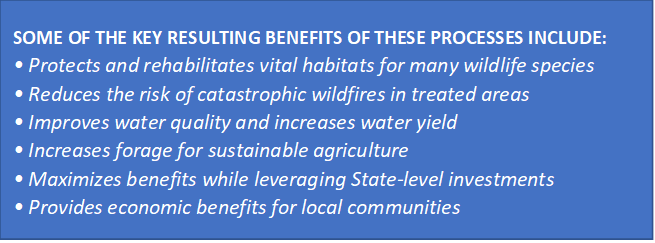 SOME OF THE KEY RESULTING BENEFITS OF THESE PROCESSES INCLUDE:
• Protects and rehabilitates vital habitats for many wildlife species
• Reduces the risk of catastrophic wildfires in treated areas
• Improves water quality and increases water yield
• Increases forage for sustainable agriculture
• Maximizes benefits while leveraging State-level investments
• Provides economic benefits for local communities